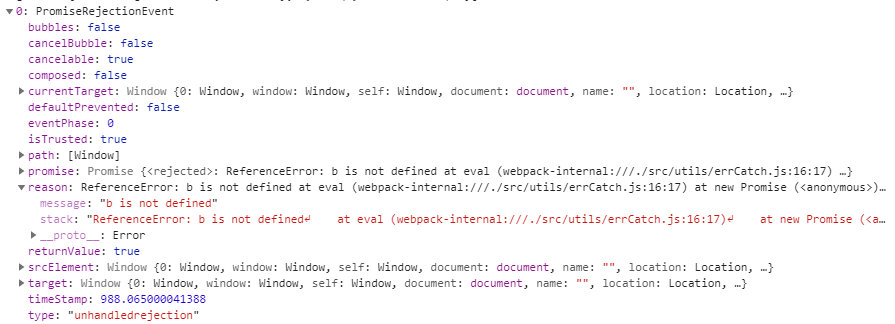 0: PromiseRejectionEvent
bubbles: false
cancelBubble: false
cancelable: true
composed: false
currentTarget: Window {0: Window, window: Window, self: Window, document: document, name: "", location: Location, …}
defaultPrevented: false
eventPhase: 0
isTrusted: true
path: [Window]
promise: Promise {<rejected>: ReferenceError: b is not defined at eval (webpack-internal:///./src/utils/errCatch.js:16:17) …}
reason: ReferenceError: b is not defined at eval (webpack-internal:///./src/utils/errCatch.js:16:17) at new Promise (<anonymous>)…
message: "b is not defined"
stack: "ReferenceError: b is not defined↵    at eval (webpack-internal:///./src/utils/errCatch.js:16:17)↵    at new Promise (<a…
__proto__: Error
returnValue: true
srcElement: Window {0: Window, window: Window, self: Window, document: document, name: "", location: Location, …}
target: Window {0: Window, window: Window, self: Window, document: document, name: "", location: Location, …}
timeStamp: 988.065000041388
type: "unhandledrejection"